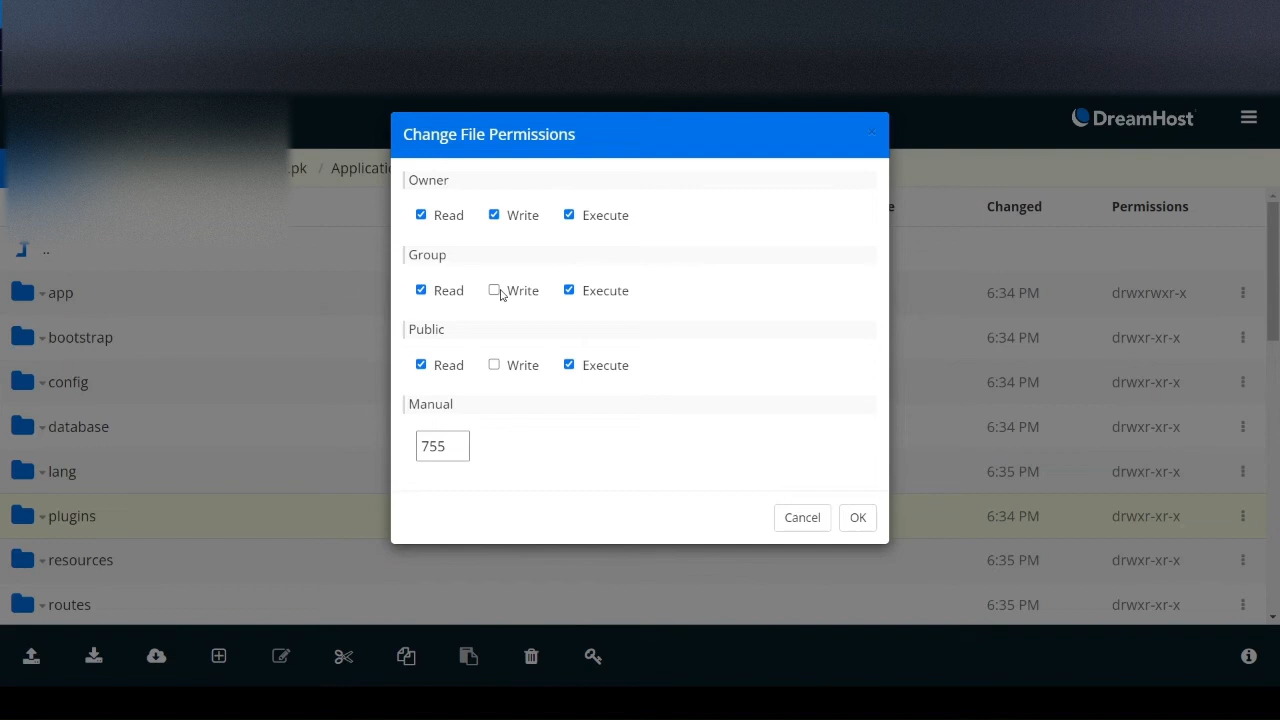 Change File Permissions
×
DreamHost
.pk / Applicati
Owner
Read Write Execute
Group
Read Write Execute
Public
Read Write Execute
Manual
755
Cancel OK
e Changed Permissions
..
app 6:34 PM drwxrwxr-x
bootstrap 6:34 PM drwxr-xr-x
config 6:34 PM drwxr-xr-x
database 6:34 PM drwxr-xr-x
lang 6:35 PM drwxr-xr-x
plugins 6:34 PM drwxr-xr-x
resources 6:35 PM drwxr-xr-x
routes 6:35 PM drwxr-xr-x